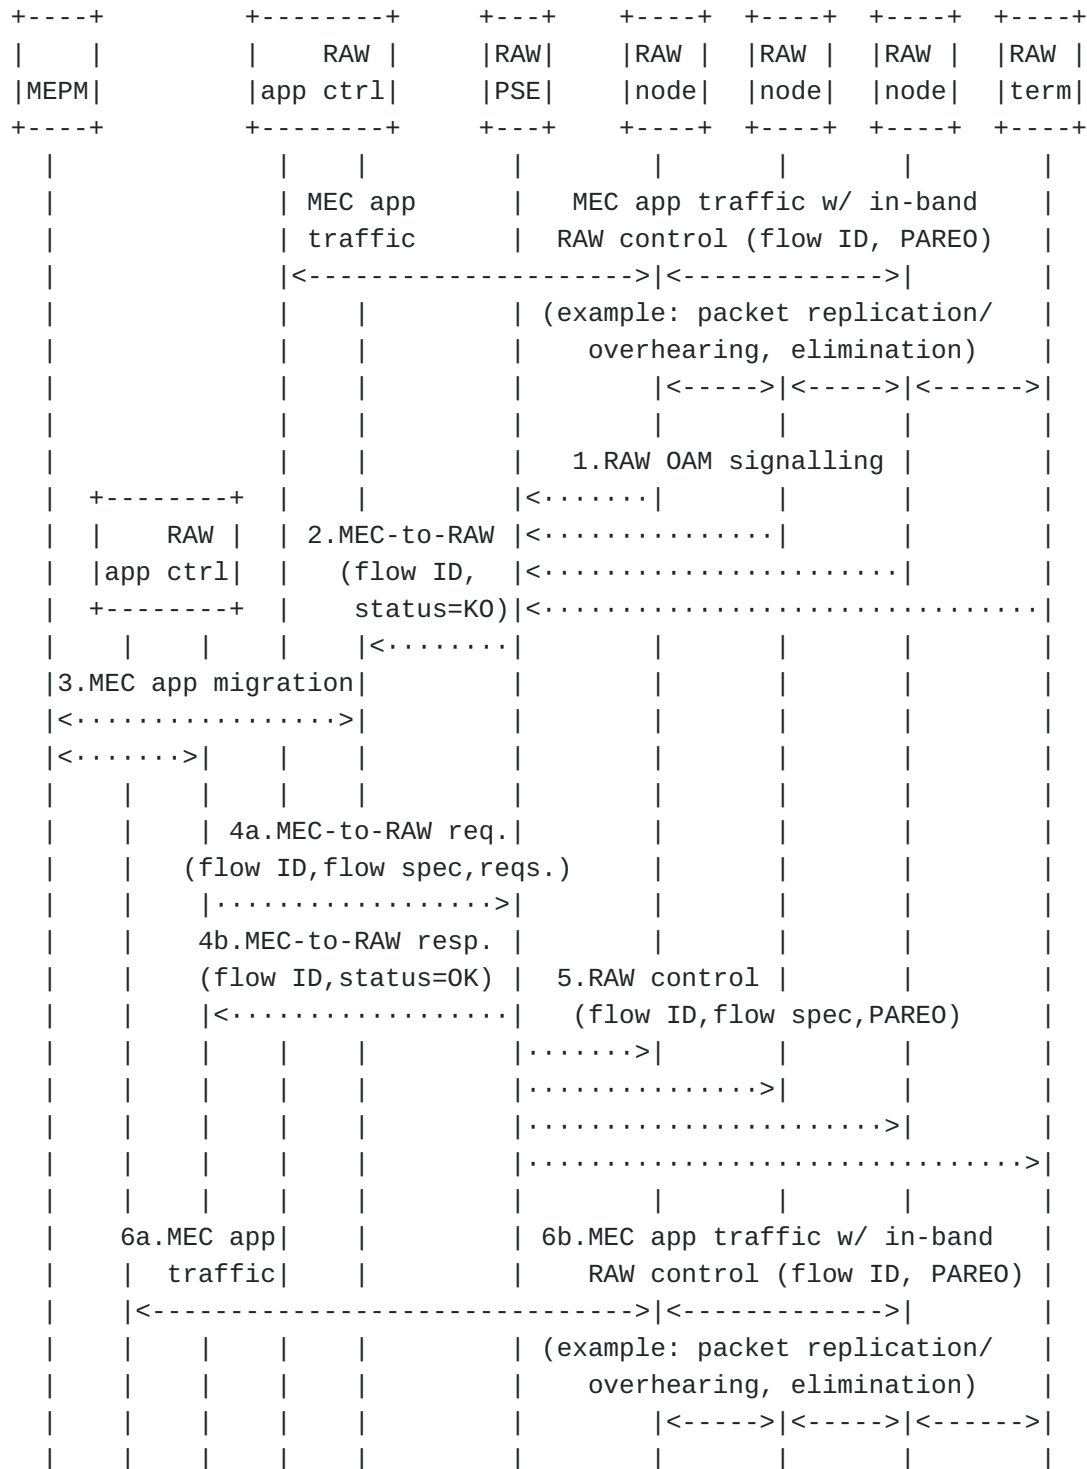 +----+         +--------+     +---+    +----+  +----+  +----+  +----+
|    |         |    RAW |     |RAW|    |RAW |  |RAW |  |RAW |  |RAW |
|MEPM|         |app ctrl|     |PSE|    |node|  |node|  |node|  |term|
+----+         +--------+     +---+    +----+  +----+  +----+  +----+
  |              |    |         |        |       |       |        |
  |              | MEC app      |   MEC app traffic w/ in-band    |
  |              | traffic      |  RAW control (flow ID, PAREO)   |
  |              |<--------------------->|<------------->|        |
  |              |    |         | (example: packet replication/   |
  |              |    |         |    overhearing, elimination)    |
  |              |    |         |        |<----->|<----->|<------>|
  |              |    |         |        |       |       |        |
  |              |    |         |   1.RAW OAM signalling |        |
  |  +--------+  |    |         |<·······|       |       |        |
  |  |    RAW |  | 2.MEC-to-RAW |<···············|       |        |
  |  |app ctrl|  |   (flow ID,  |<·······················|        |
  |  +--------+  |    status=KO)|<································|
  |    |    |    |    |<········|        |       |       |        |
  |3.MEC app migration|         |        |       |       |        |
  |<·················>|         |        |       |       |        |
  |<·······>|    |    |         |        |       |       |        |
  |    |    |    |    |         |        |       |       |        |
  |    |    | 4a.MEC-to-RAW req.|        |       |       |        |
  |    |   (flow ID,flow spec,reqs.)     |       |       |        |
  |    |    |··················>|        |       |       |        |
  |    |    4b.MEC-to-RAW resp. |        |       |       |        |
  |    |    (flow ID,status=OK) |  5.RAW control |       |        |
  |    |    |<··················|   (flow ID,flow spec,PAREO)     |
  |    |    |    |    |         |·······>|       |       |        |
  |    |    |    |    |         |···············>|       |        |
  |    |    |    |    |         |·······················>|        |
  |    |    |    |    |         |································>|
  |    |    |    |    |         |        |       |       |        |
  |    6a.MEC app|    |         | 6b.MEC app traffic w/ in-band   |
  |    |  traffic|    |         |    RAW control (flow ID, PAREO) |
  |    |<------------------------------->|<------------->|        |
  |    |    |    |    |         | (example: packet replication/   |
  |    |    |    |    |         |    overhearing, elimination)    |
  |    |    |    |    |         |        |<----->|<----->|<------>|
  |    |    |    |    |         |        |       |       |        |